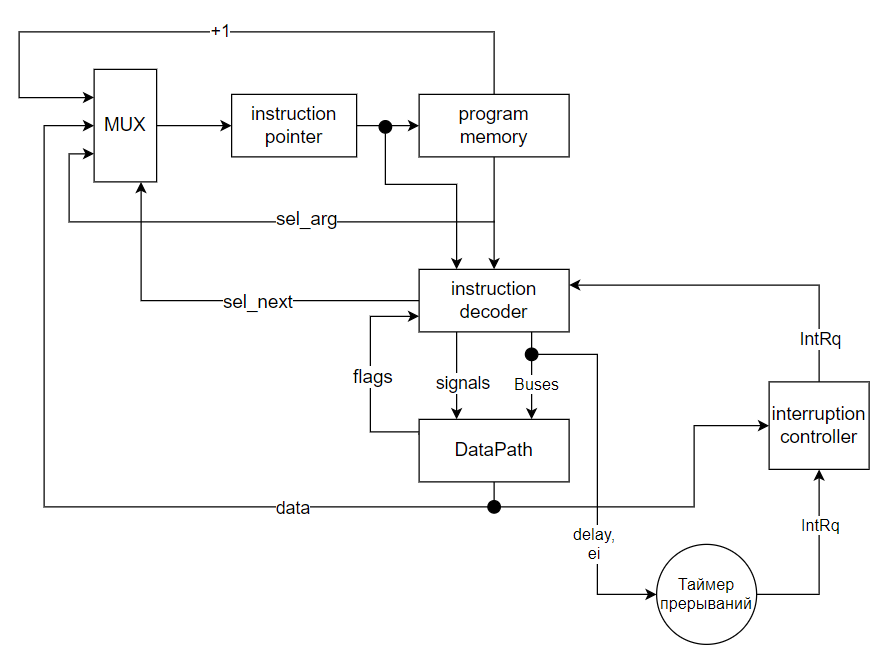 +1
MUX
instruction
pointer
program
memory
sel_arg
instruction
decoder
sel_next
IntRq
flags
signals
Buses
interruption
controller
DataPath
data
IntRq
delay,
ei
Таймер
прерываний